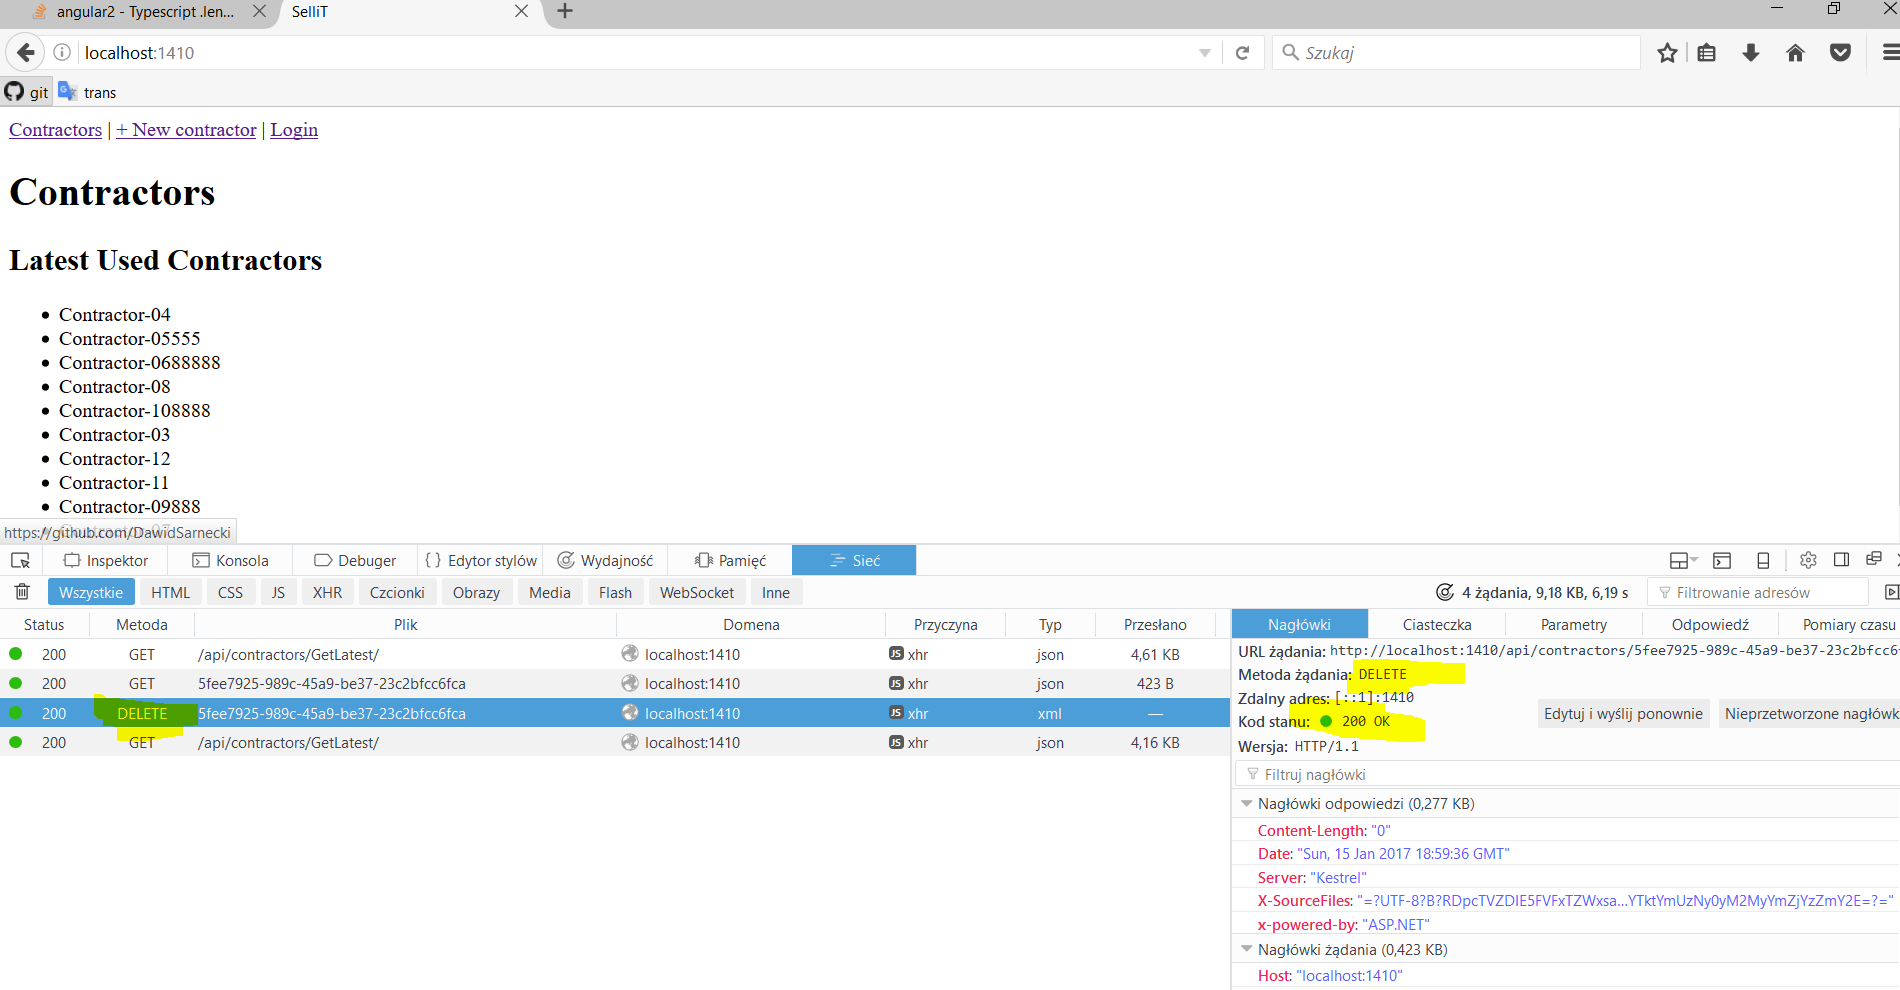 angular2 - Typescript .len...
SelliT
localhost:1410
Szukaj
git
trans
Contractors | + New contractor | Login
Contractors
Latest Used Contractors
Contractor-04
Contractor-05555
Contractor-0688888
Contractor-08
Contractor-108888
Contractor-03
Contractor-12
Contractor-11
Contractor-09888
https://github.com/DawidSarnecki
Inspektor Konsola Debuger { } Edytor stylów Wydajność Pamięć Sieć
Wszystkie HTML CSS JS XHR Czcionki Obrazy Media Flash WebSocket Inne 4 żądania, 9,18 KB, 6,19 s Filtrowanie adresów
Status Metoda Plik Domena Przyczyna Typ Przesłano
200 GET /api/contractors/GetLatest/ localhost:1410 JS xhr json 4,61 KB
200 GET 5fee7925-989c-45a9-be37-23c2bfcc6fca localhost:1410 JS xhr json 423 B
200 DELETE 5fee7925-989c-45a9-be37-23c2bfcc6fca localhost:1410 JS xhr xml —
200 GET /api/contractors/GetLatest/ localhost:1410 JS xhr json 4,16 KB
Nagłówki Ciasteczka Parametry Odpowiedź Pomiary czasu
URL żądania: http://localhost:1410/api/contractors/5fee7925-989c-45a9-be37-23c2bfcc6
Metoda żądania: DELETE
Zdalny adres: [::1]:1410
Kod stanu: 200 OK
Edytuj i wyślij ponownie Nieprzetworzone nagłówk
Wersja: HTTP/1.1
Filtruj nagłówki
Nagłówki odpowiedzi (0,277 KB)
Content-Length: "0"
Date: "Sun, 15 Jan 2017 18:59:36 GMT"
Server: "Kestrel"
X-SourceFiles: "=?UTF-8?B?RDpcTVZDIE5FVFxTZWxsa...YTktYmUzNy0yM2MyYmZjYzZmY2E=?="
x-powered-by: "ASP.NET"
Nagłówki żądania (0,423 KB)
Host: "localhost:1410"